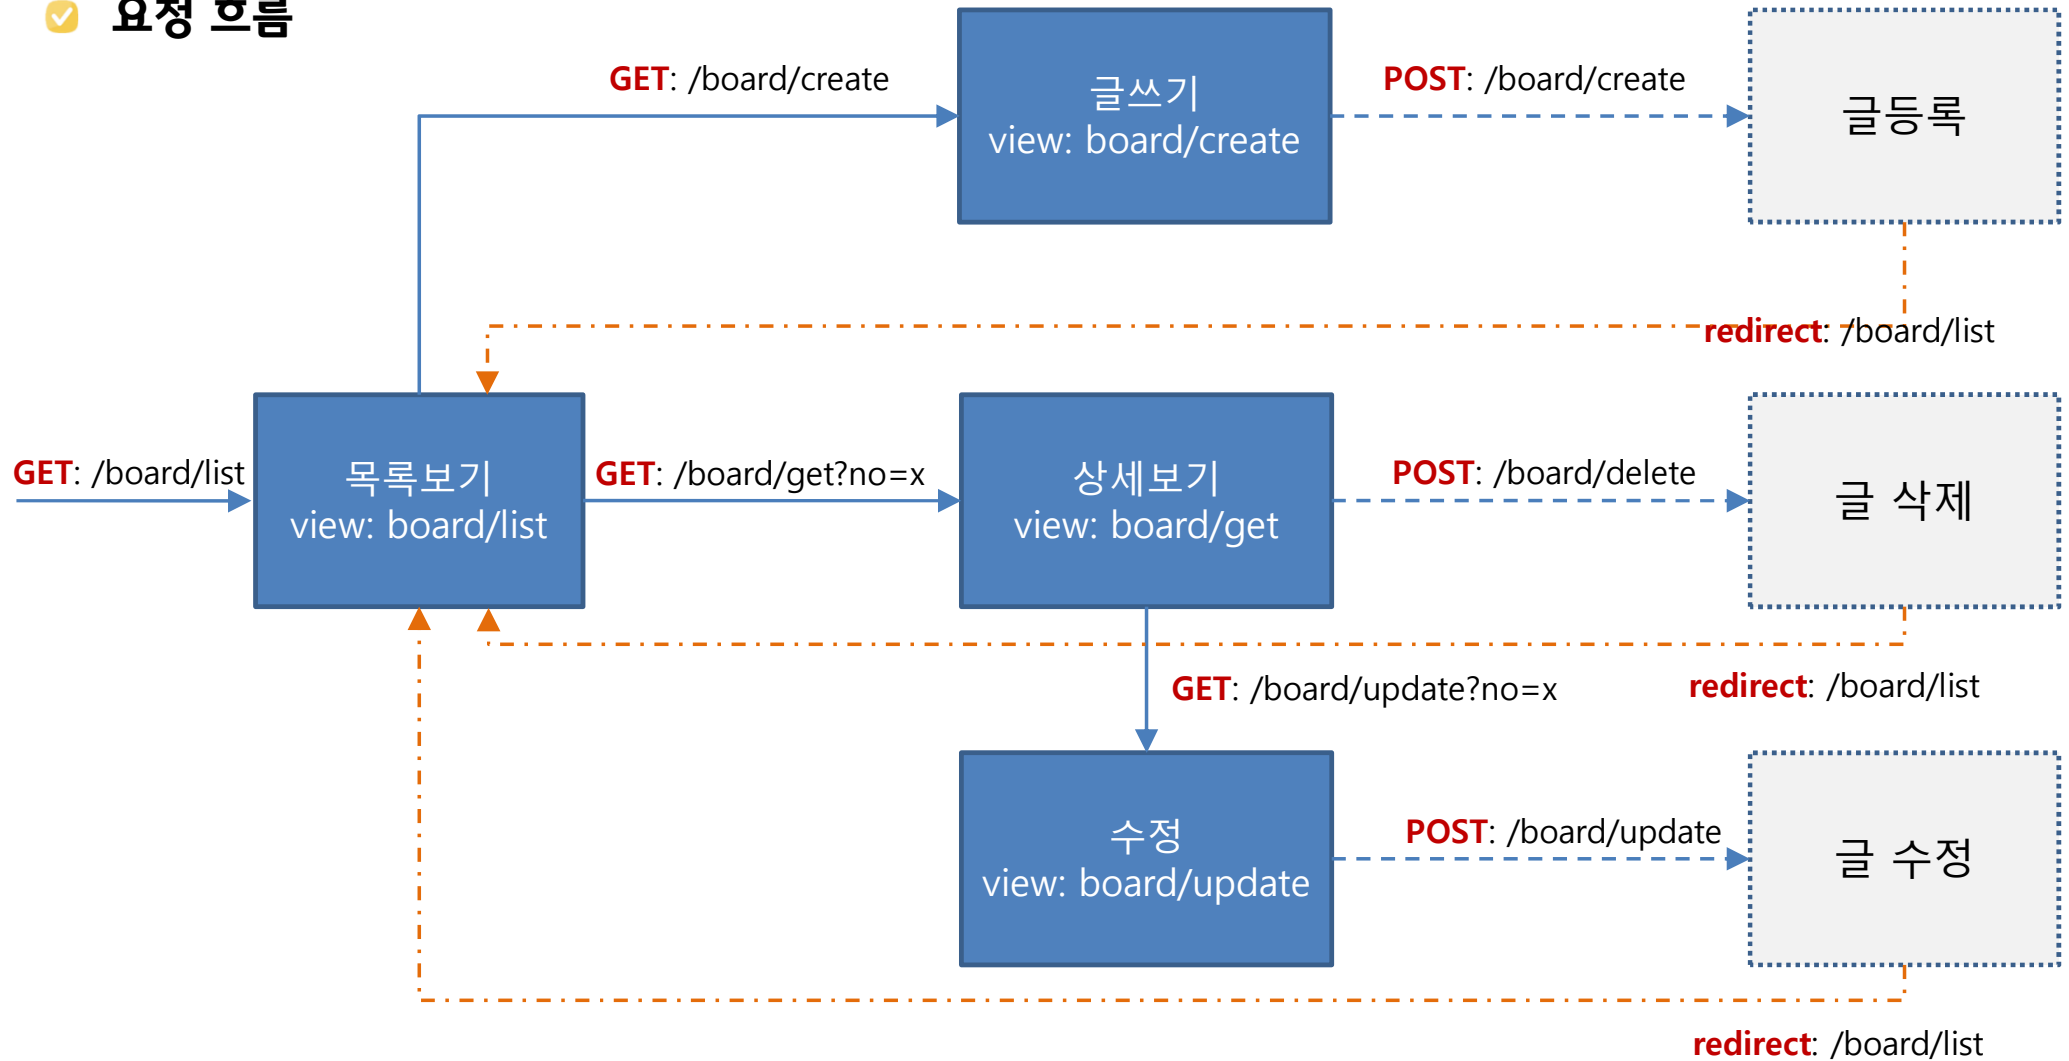 요청 흐름
GET: /board/create
글쓰기
view: board/create
POST: /board/create
글등록
redirect: /board/list
GET: /board/list
목록보기
view: board/list
GET: /board/get?no=x
상세보기
view: board/get
POST: /board/delete
글 삭제
redirect: /board/list
GET: /board/update?no=x
수정
view: board/update
POST: /board/update
글 수정
redirect: /board/list